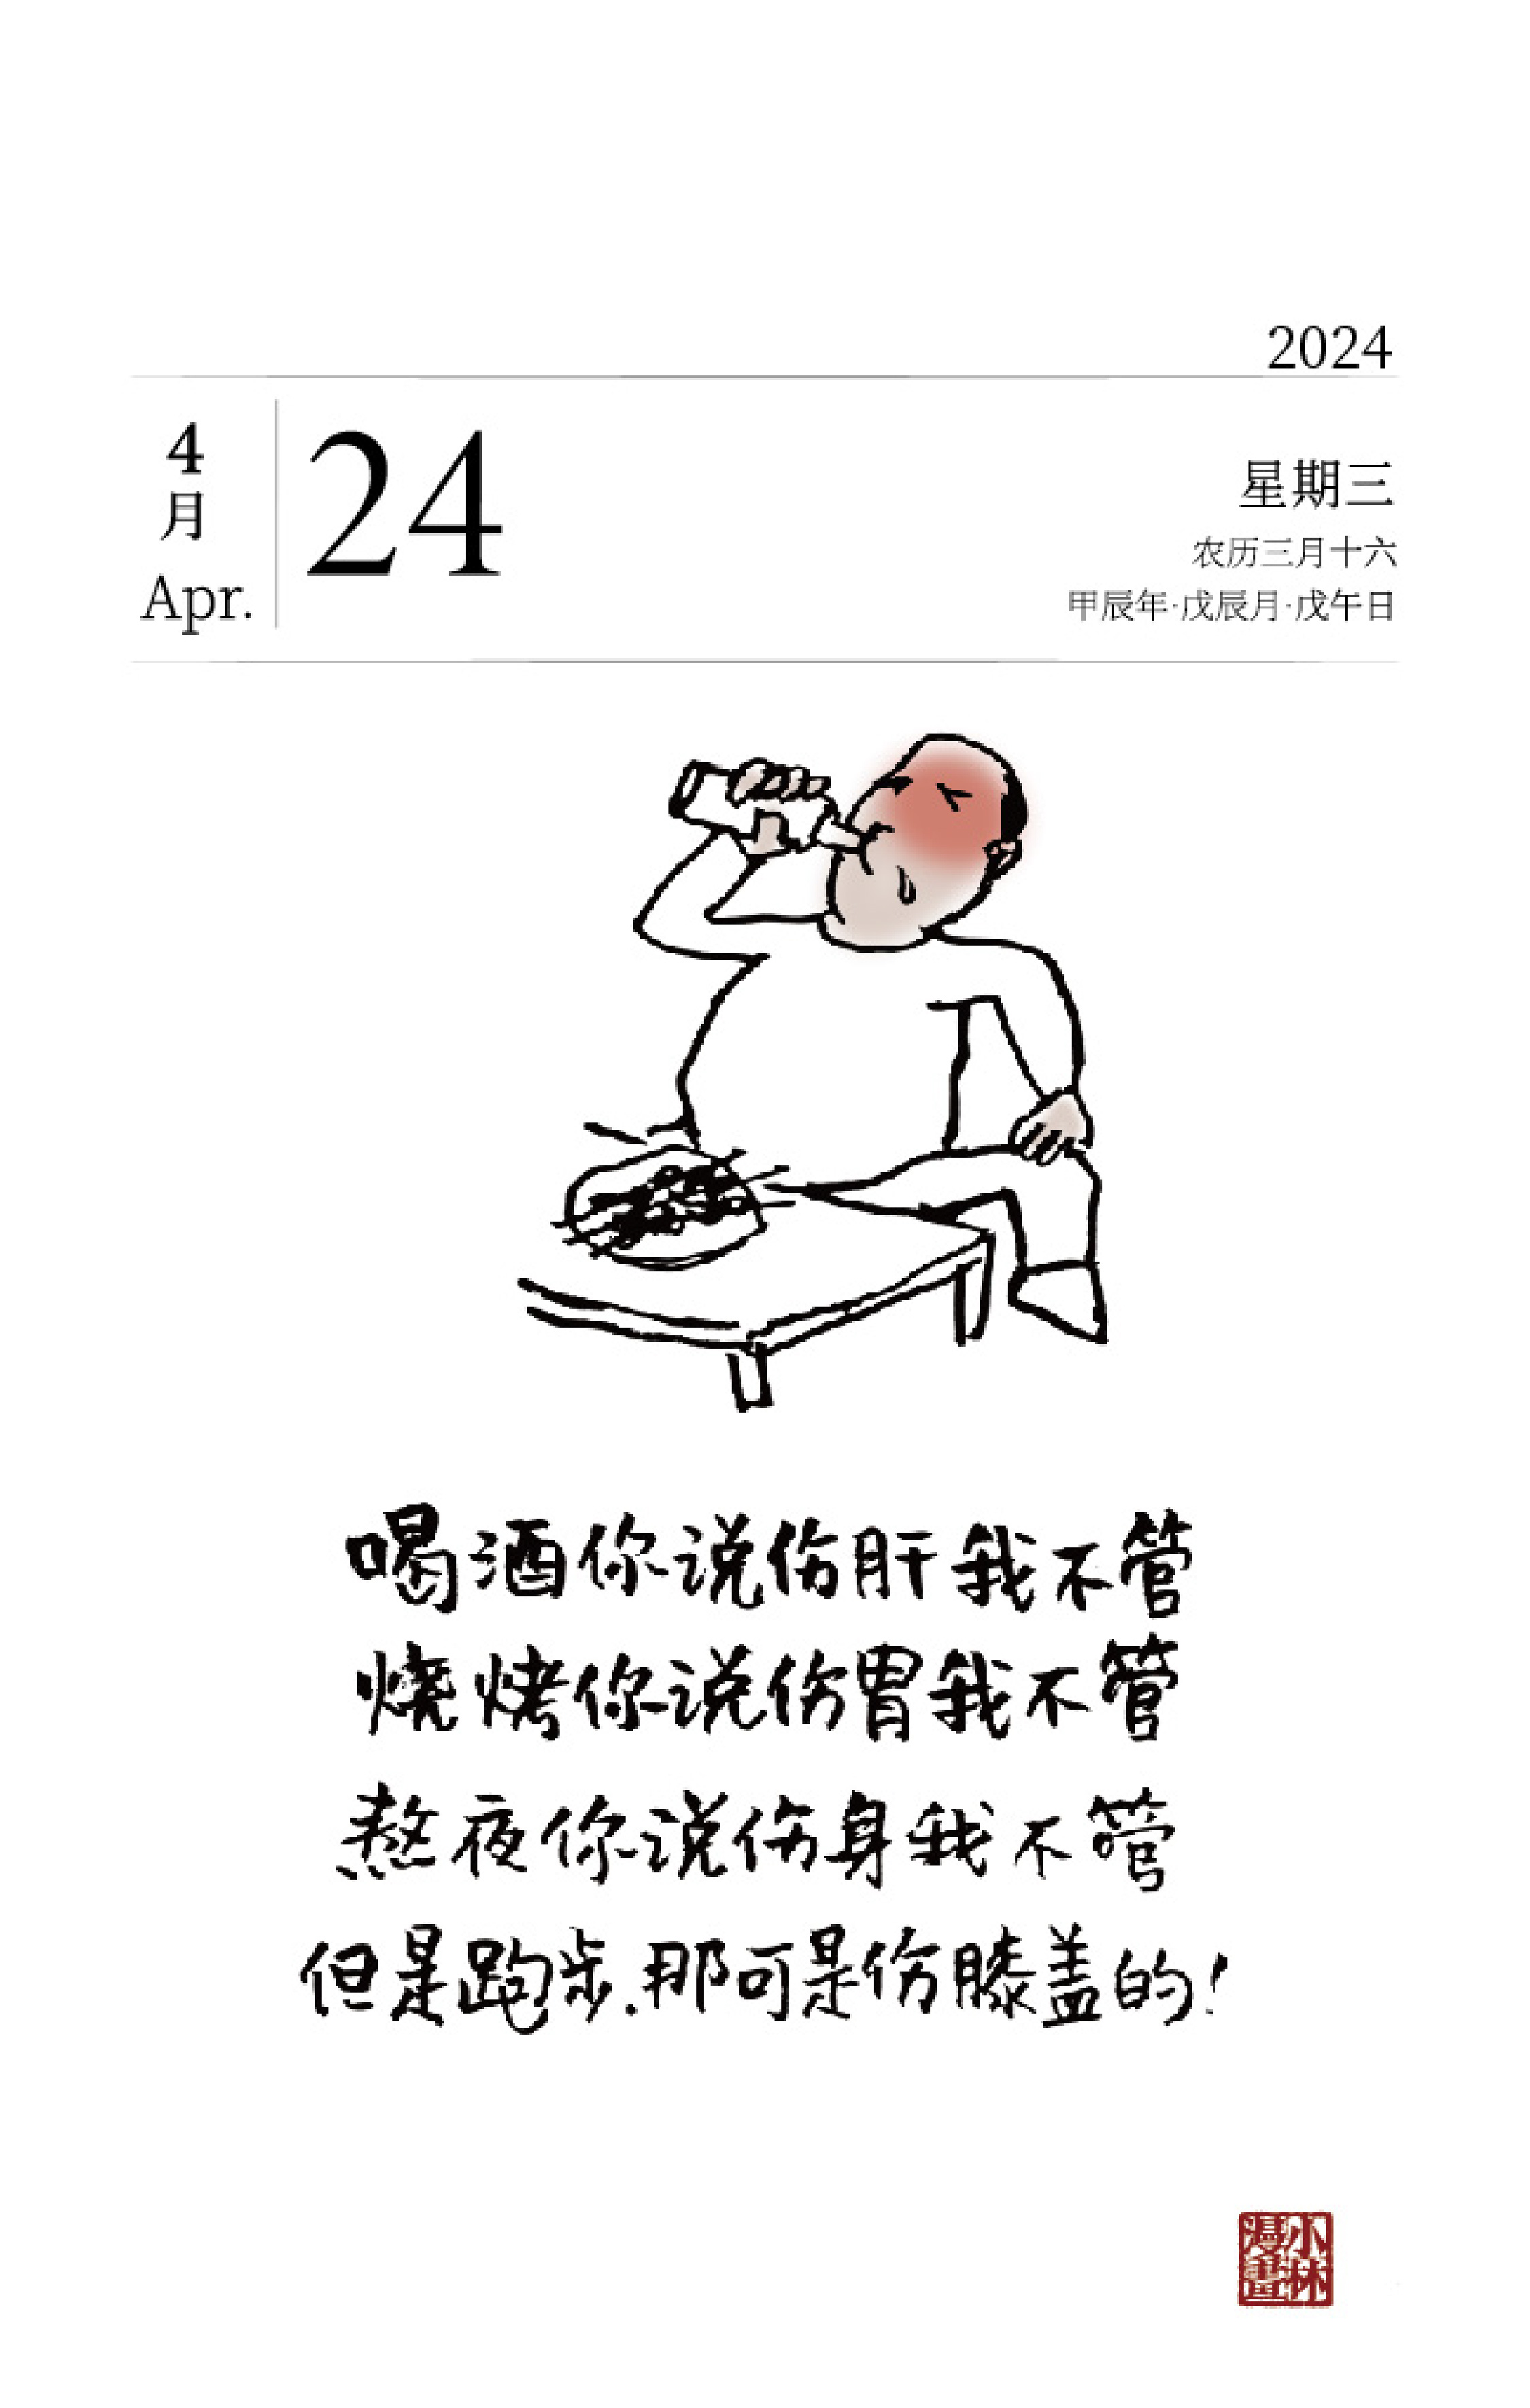 2024
4
月
Apr.
24
星期三
农历三月十六
甲辰年·戊辰月·戊午日
喝酒你说伤肝我不管
烧烤你说伤胃我不管
熬夜你说伤身我不管
但是跑步.那可是伤膝盖的!
小林
漫畫